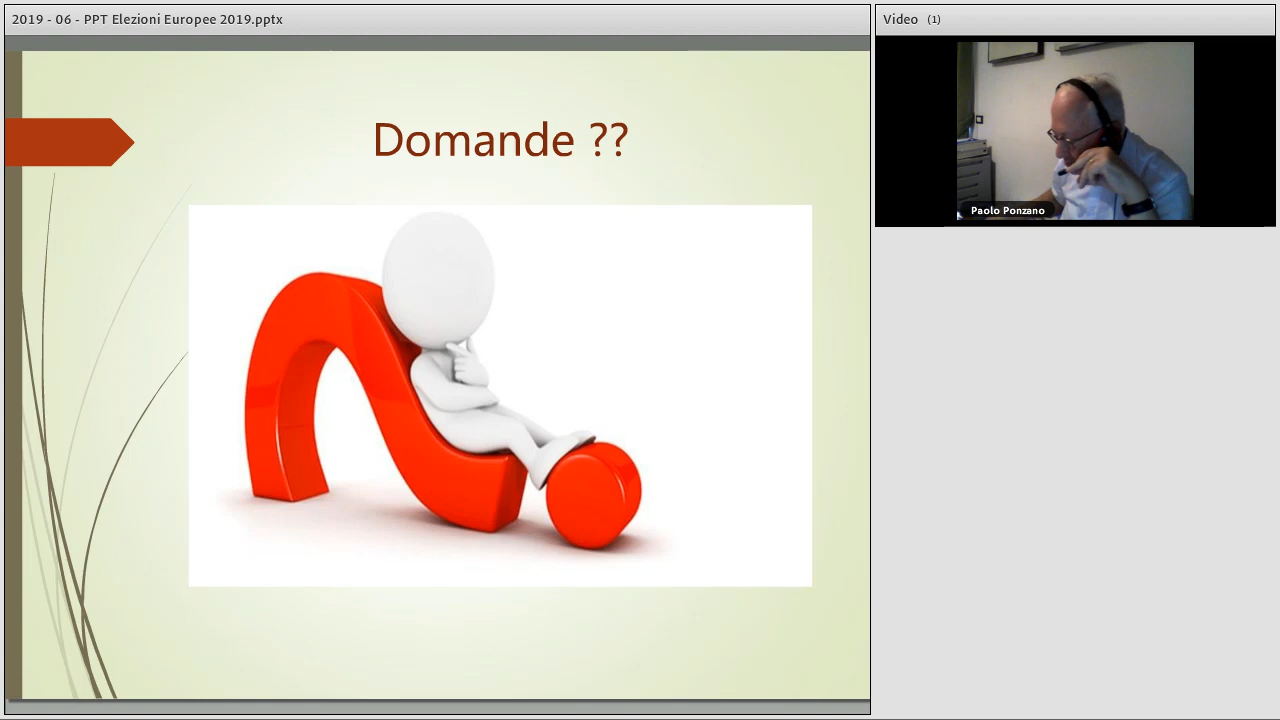 2019 - 06 - PPT Elezioni Europee 2019.pptx
Video (1)
Domande ??
Paolo Ponzano